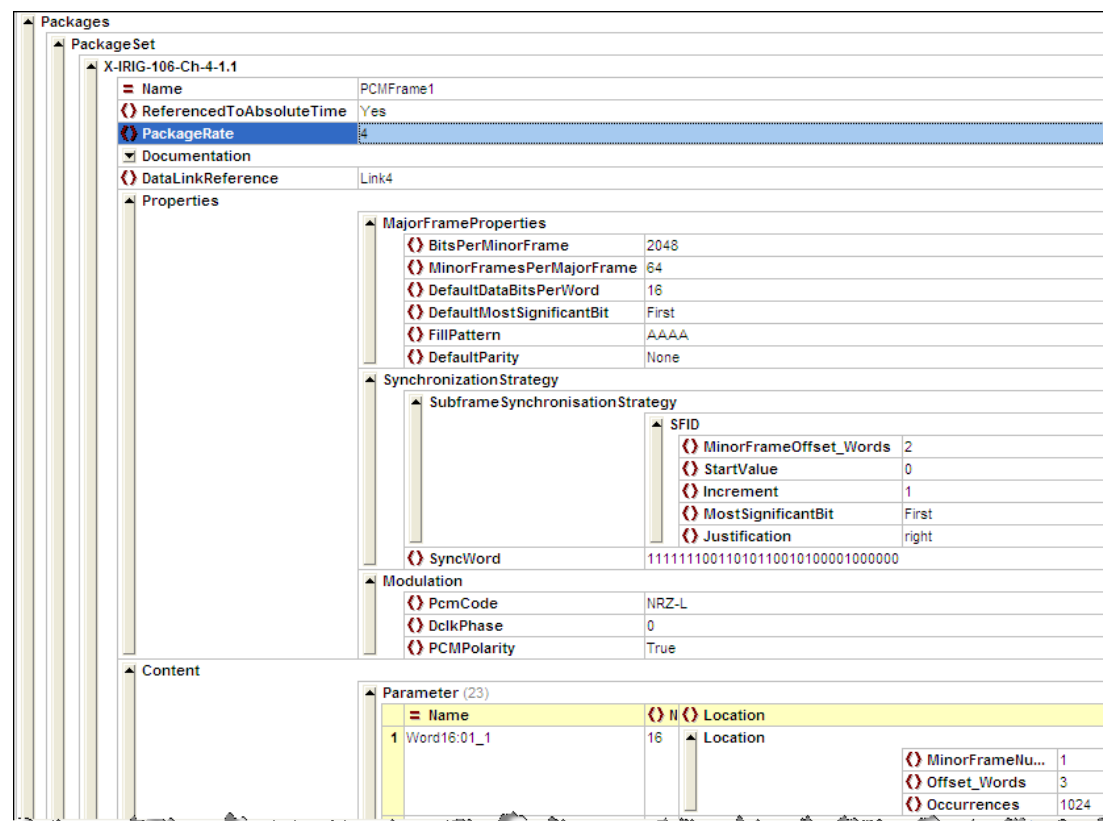 Packages
PackageSet
X-IRIG-106-Ch-4-1.1
= Name PCMFrame1
ReferencedToAbsoluteTime Yes
PackageRate 4
Documentation
DataLinkReference Link4
Properties
MajorFrameProperties
BitsPerMinorFrame 2048
MinorFramesPerMajorFrame 64
DefaultDataBitsPerWord 16
DefaultMostSignificantBit First
FillPattern AAAA
DefaultParity None
SynchronizationStrategy
SubframeSynchronisationStrategy
SFID
MinorFrameOffset_Words 2
StartValue 0
Increment 1
MostSignificantBit First
Justification right
SyncWord 11111110011010110010100001000000
Modulation
PcmCode NRZ-L
DclkPhase 0
PCMPolarity True
Content
Parameter (23)
= Name N Location
1 Word16:01_1 16 Location
MinorFrameNu... 1
Offset_Words 3
Occurrences 1024